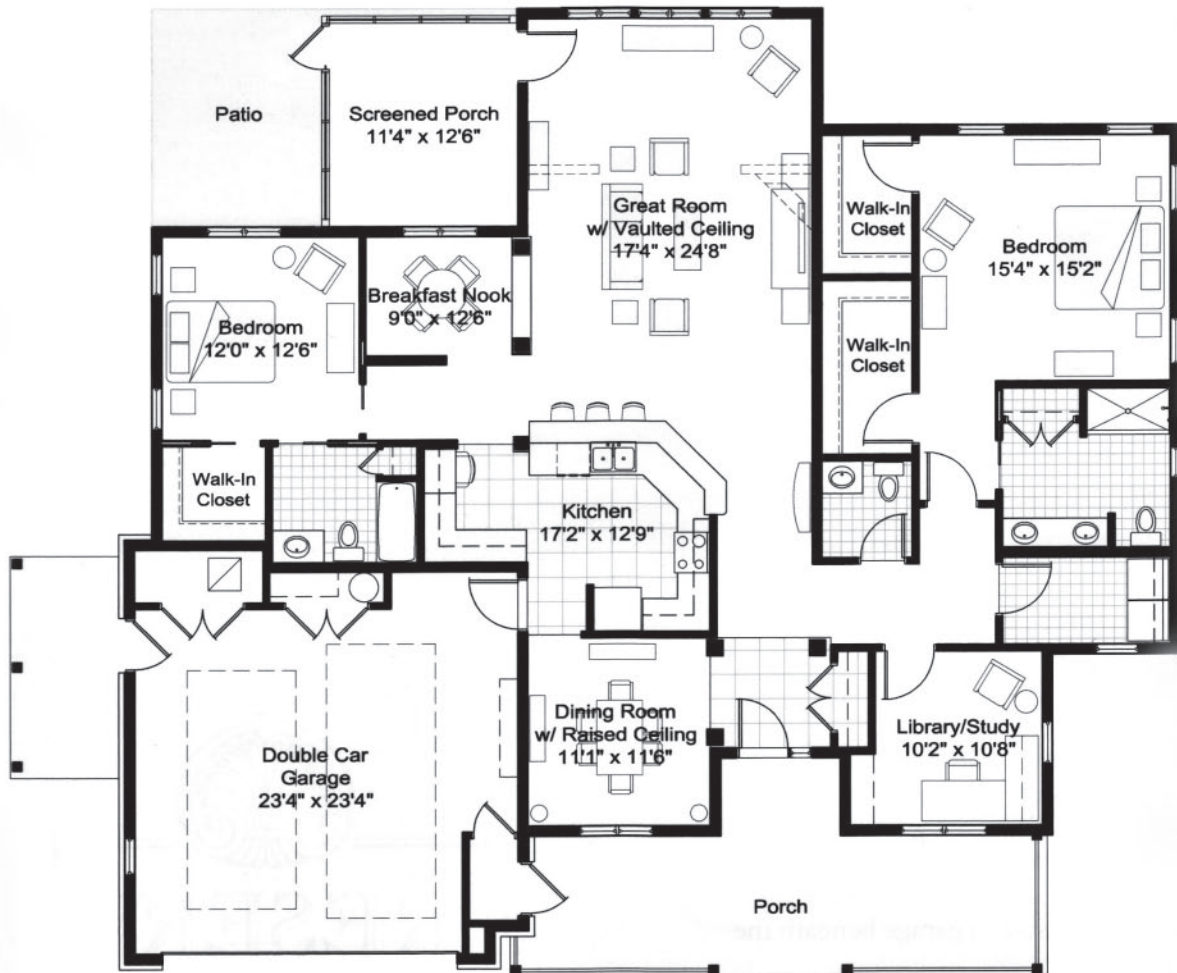 Patio
Screened Porch
11'4" x 12'6"
Great Room
w/ Vaulted Ceiling
17'4" x 24'8"
Walk-In
Closet
Bedroom
15'4" x 15'2"
Breakfast Nook
9'0" x 12'6"
Bedroom
12'0" x 12'6"
Walk-In
Closet
Walk-In
Closet
Kitchen
17'2" x 12'9"
Dining Room
w/ Raised Ceiling
11'1" x 11'6"
Library/Study
10'2" x 10'8"
Double Car
Garage
23'4" x 23'4"
Porch